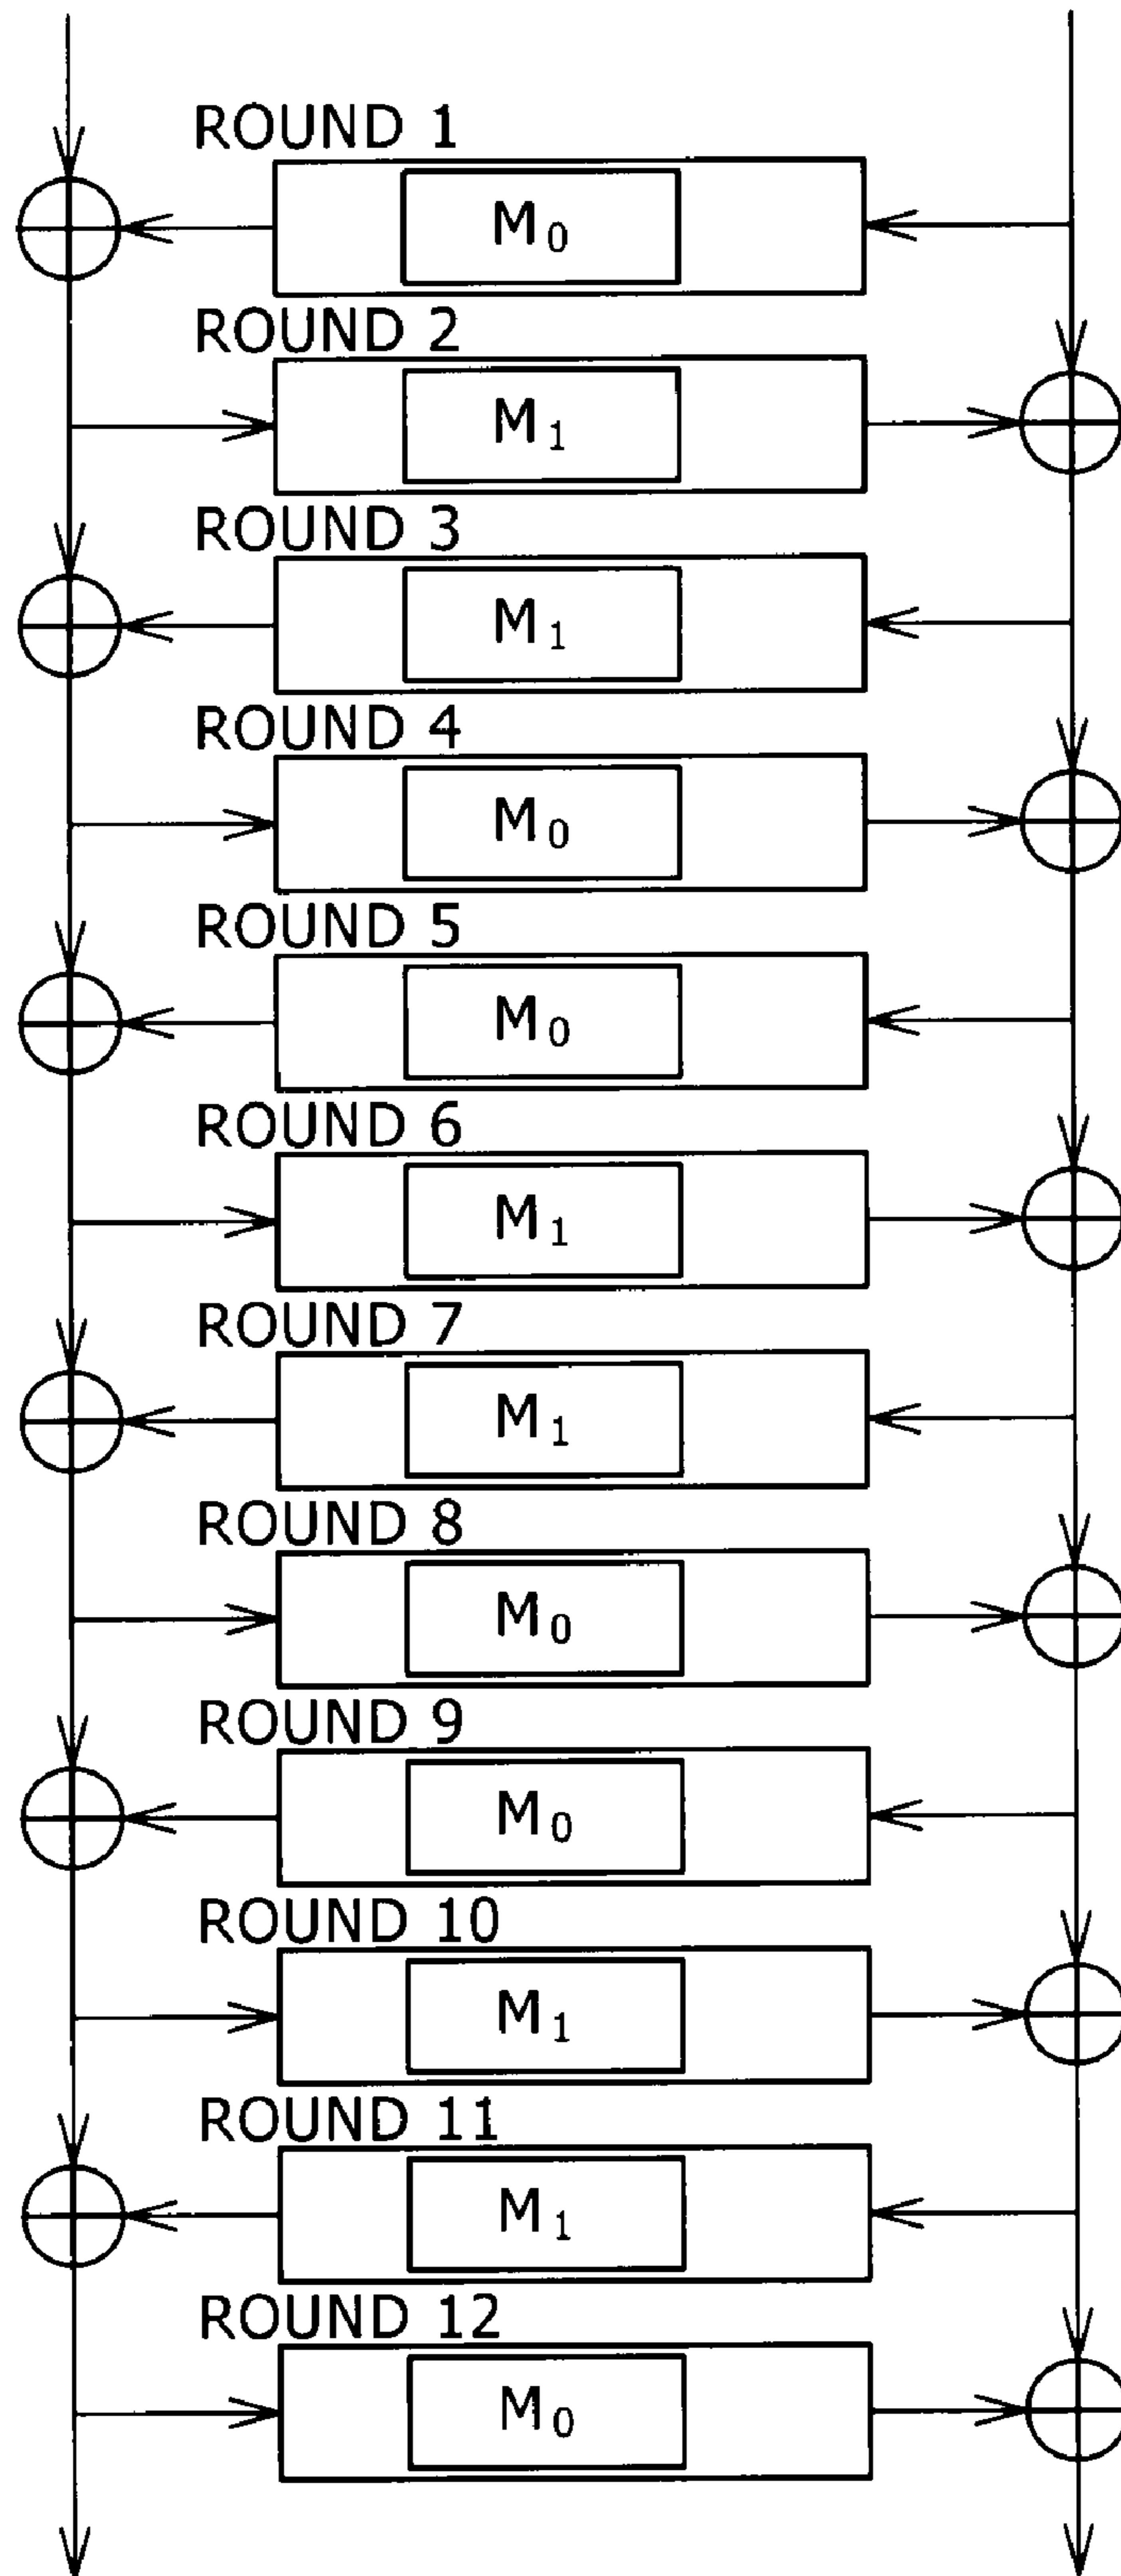 ROUND 1
M₀
ROUND 2
M₁
ROUND 3
M₁
ROUND 4
M₀
ROUND 5
M₀
ROUND 6
M₁
ROUND 7
M₁
ROUND 8
M₀
ROUND 9
M₀
ROUND 10
M₁
ROUND 11
M₁
ROUND 12
M₀